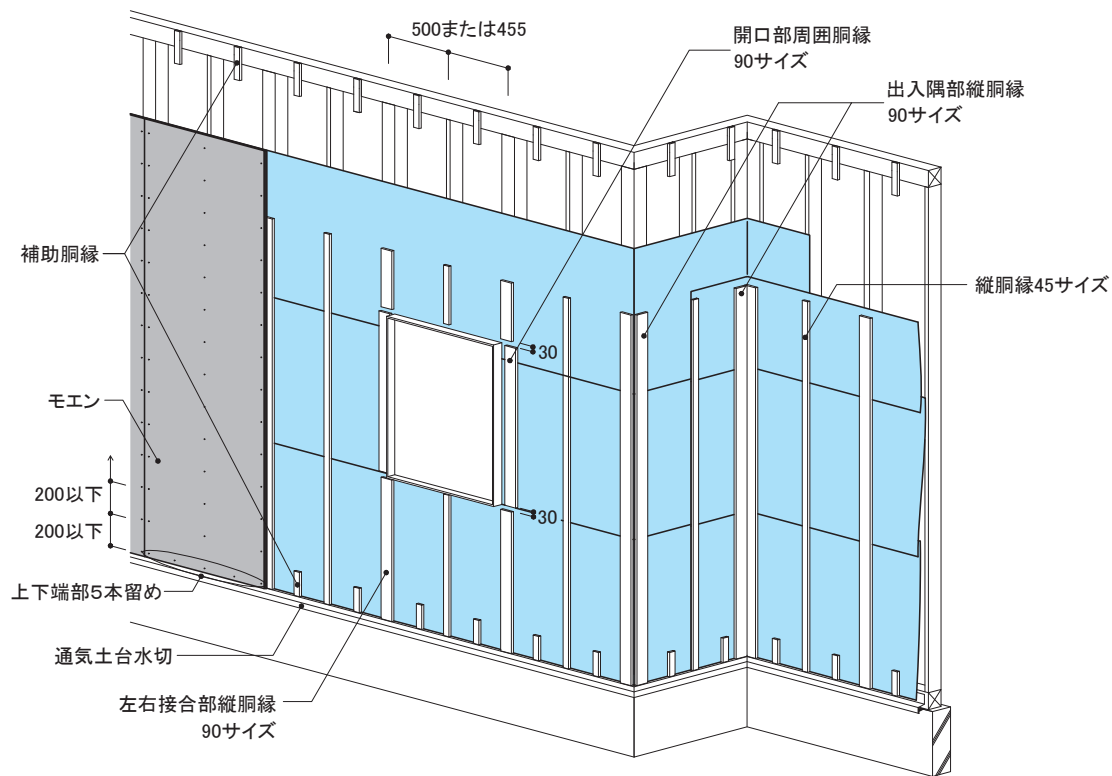 500または455
開口部周囲胴縁
90サイズ
出入隅部縦胴縁
90サイズ
補助胴縁
縦胴縁45サイズ
30
モエン
200以下
200以下
30
上下端部5本留め
通気土台水切
左右接合部縦胴縁
90サイズ